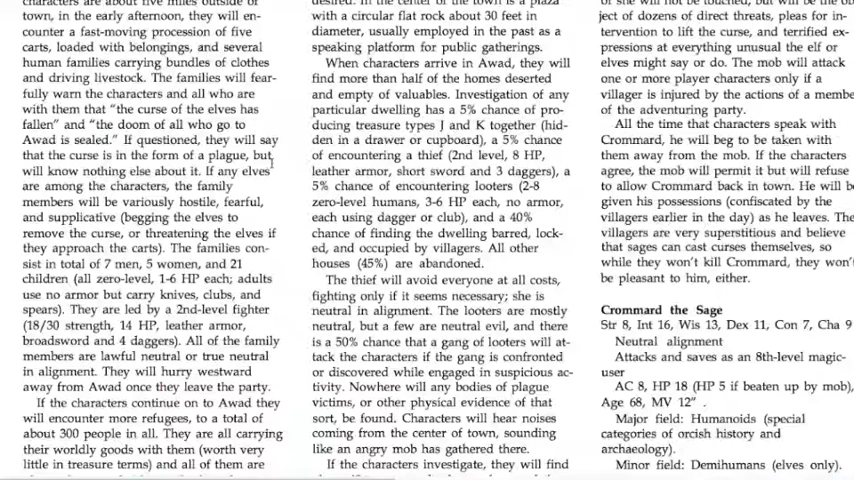 characters are about five miles outside of
town, in the early afternoon, they will en-
counter a fast-moving procession of five
carts, loaded with belongings, and several
human families carrying bundles of clothes
and driving livestock. The families will fear-
fully warn the characters and all who are
with them that "the curse of the elves has
fallen" and "the doom of all who go to
Awad is sealed." If questioned, they will say
that the curse is in the form of a plague, but
will know nothing else about it. If any elves
are among the characters, the family
members will be variously hostile, fearful,
and supplicative (begging the elves to
remove the curse, or threatening the elves if
they approach the carts). The families con-
sist in total of 7 men, 5 women, and 21
children (all zero-level, 1-6 HP each; adults
use no armor but carry knives, clubs, and
spears). They are led by a 2nd-level fighter
(18/30 strength, 14 HP, leather armor,
broadsword and 4 daggers). All of the family
members are lawful neutral or true neutral
in alignment. They will hurry westward
away from Awad once they leave the party.
If the characters continue on to Awad they
will encounter more refugees, to a total of
about 300 people in all. They are all carrying
their worldly goods with them (worth very
little in treasure terms) and all of them are
desired. In the center of the town is a plaza
with a circular flat rock about 30 feet in
diameter, usually employed in the past as a
speaking platform for public gatherings.
When characters arrive in Awad, they will
find more than half of the homes deserted
and empty of valuables. Investigation of any
particular dwelling has a 5% chance of pro-
ducing treasure types J and K together (hid-
den in a drawer or cupboard), a 5% chance
of encountering a thief (2nd level, 8 HP,
leather armor, short sword and 3 daggers), a
5% chance of encountering looters (2-8
zero-level humans, 3-6 HP each, no armor,
each using dagger or club), and a 40%
chance of finding the dwelling barred, lock-
ed, and occupied by villagers. All other
houses (45%) are abandoned.
The thief will avoid everyone at all costs,
fighting only if it seems necessary; she is
neutral in alignment. The looters are mostly
neutral, but a few are neutral evil, and there
is a 50% chance that a gang of looters will at-
tack the characters if the gang is confronted
or discovered while engaged in suspicious ac-
tivity. Nowhere will any bodies of plague
victims, or other physical evidence of that
sort, be found. Characters will hear noises
coming from the center of town, sounding
like an angry mob has gathered there.
If the characters investigate, they will find
or she will not be touched, but will be the ob
ject of dozens of direct threats, pleas for in-
tervention to lift the curse, and terrified ex-
pressions at everything unusual the elf or
elves might say or do. The mob will attack
one or more player characters only if a
villager is injured by the actions of a membe
of the adventuring party.
All the time that characters speak with
Crommard, he will beg to be taken with
them away from the mob. If the characters
agree, the mob will permit it but will refuse
to allow Crommard back in town. He will b
given his possessions (confiscated by the
villagers earlier in the day) as he leaves. The
villagers are very superstitious and believe
that sages can cast curses themselves, so
while they won't kill Crommard, they won't
be pleasant to him, either.
Crommard the Sage
Str 8, Int 16, Wis 13, Dex 11, Con 7, Cha 9
Neutral alignment
Attacks and saves as an 8th-level magic-
user
AC 8, HP 18 (HP 5 if beaten up by mob),
Age 68, MV 12"
Major field: Humanoids (special
categories of orcish history and
archaeology).
Minor field: Demihumans (elves only).